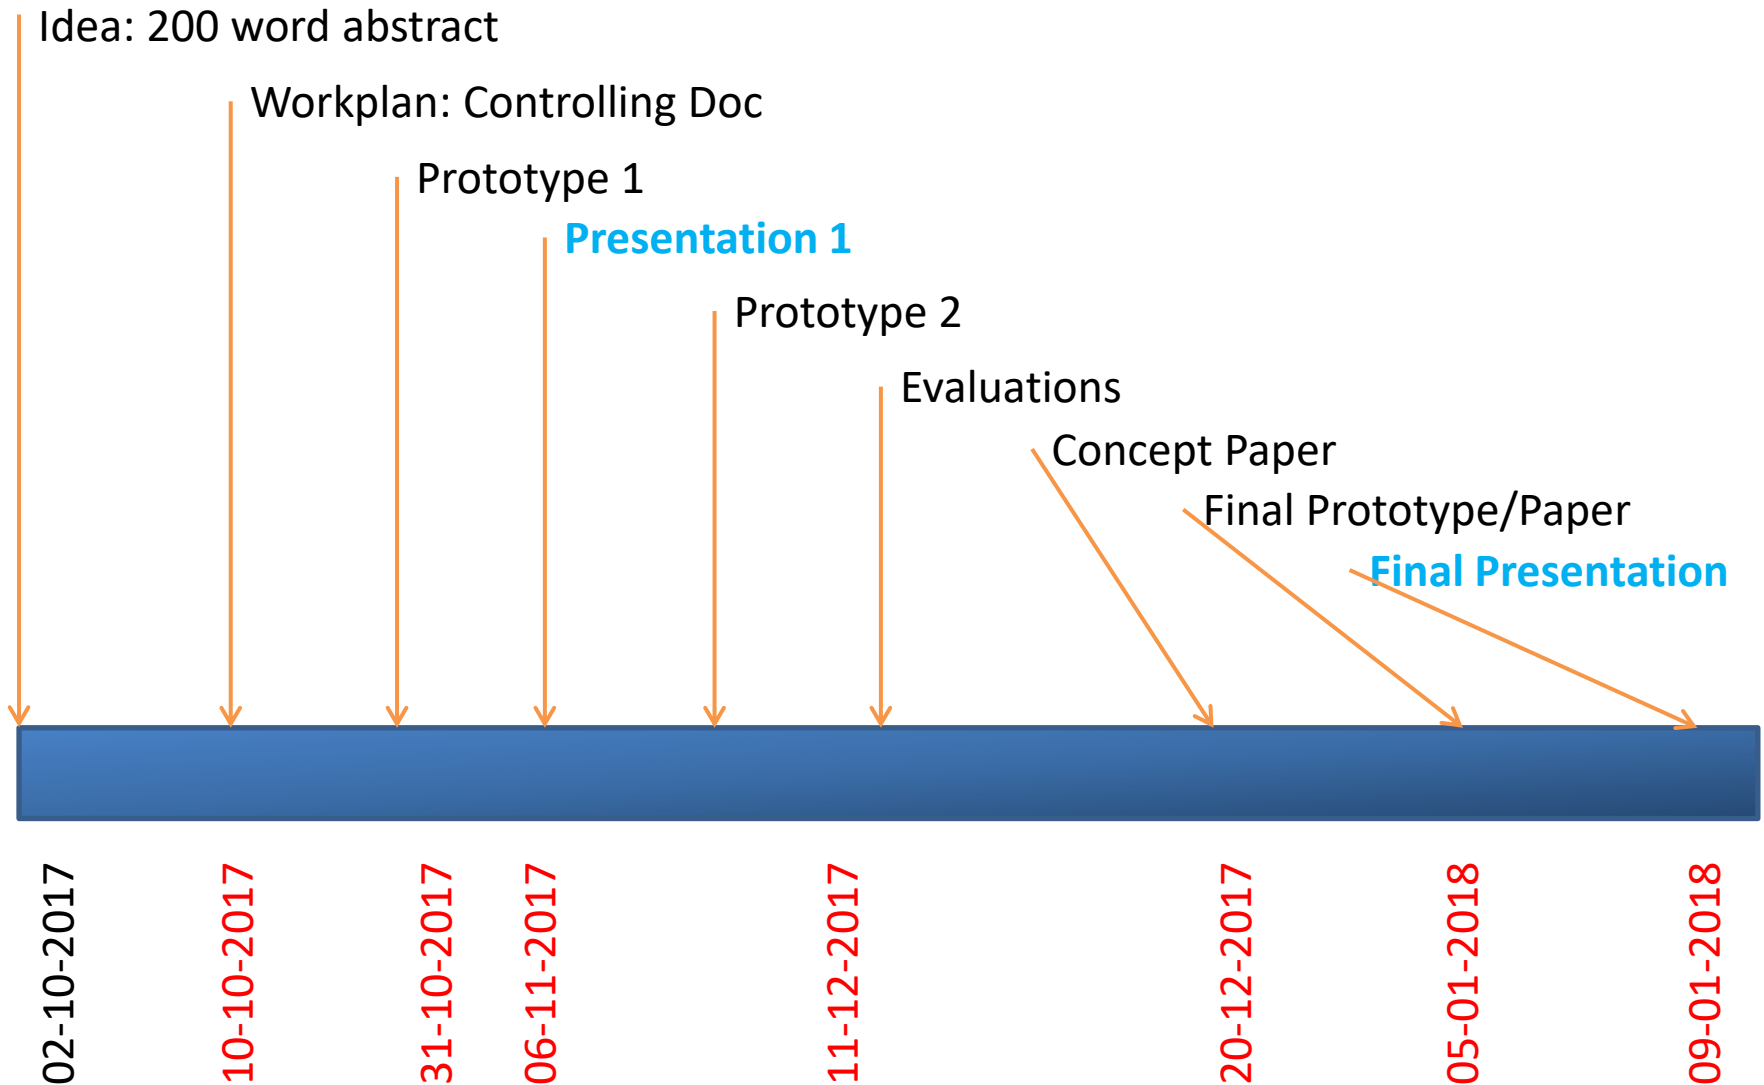 Idea: 200 word abstract
Workplan: Controlling Doc
Prototype 1
Presentation 1
Prototype 2
Evaluations
Concept Paper
Final Prototype/Paper
Final Presentation
02-10-2017
10-10-2017
31-10-2017
06-11-2017
11-12-2017
20-12-2017
05-01-2018
09-01-2018